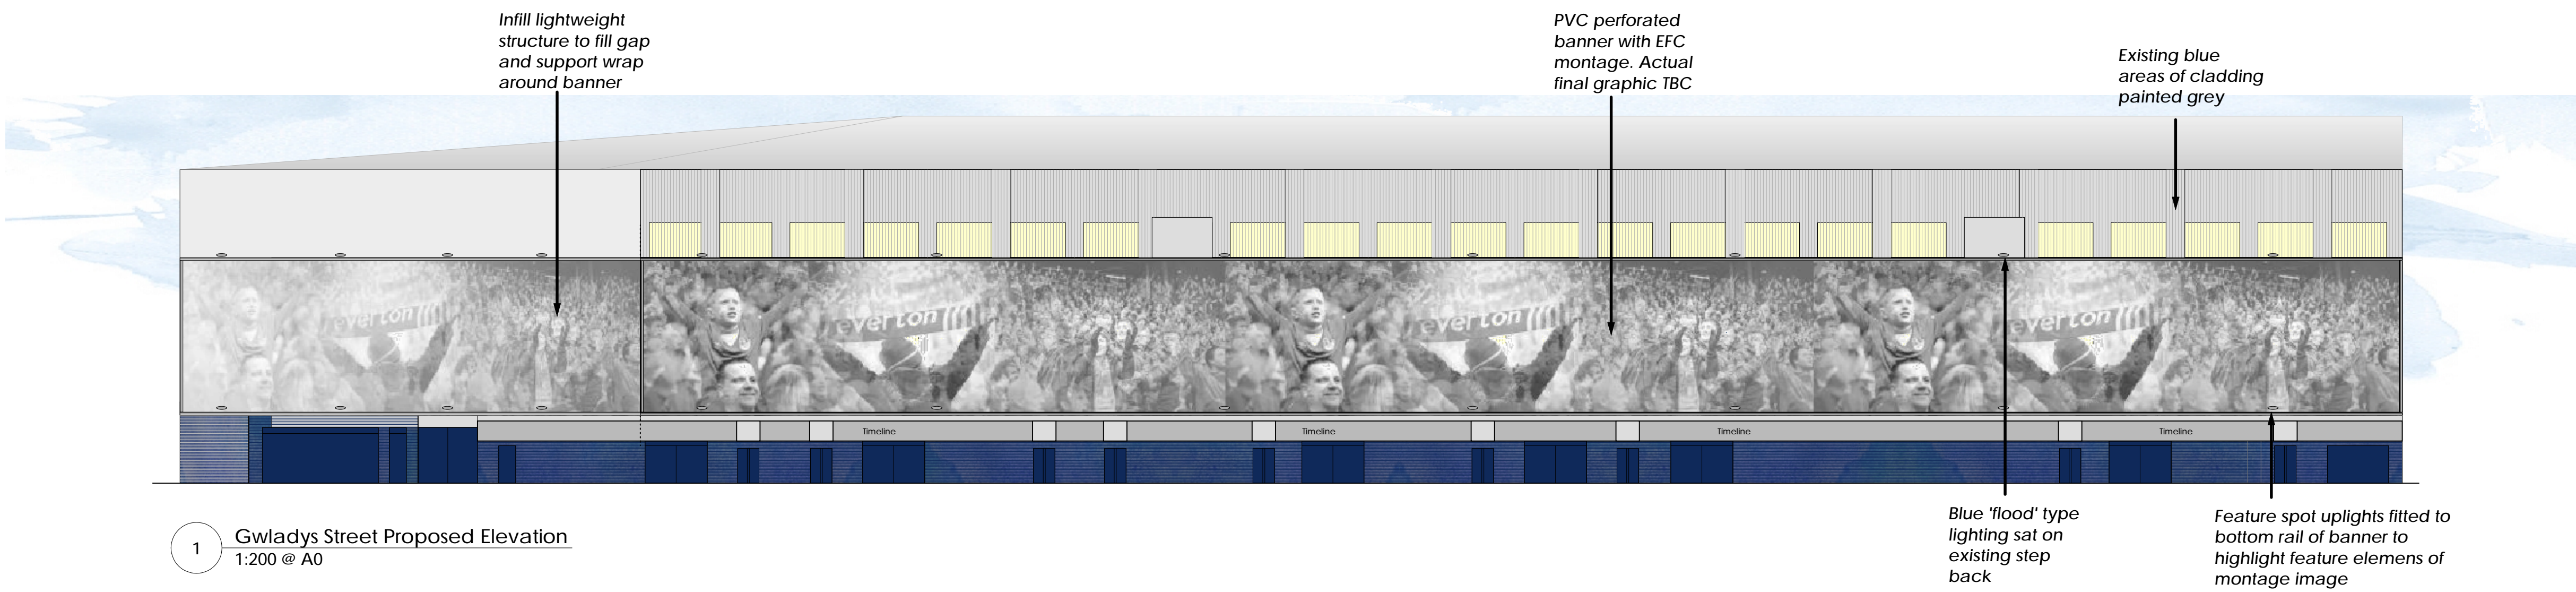 Infill lightweight
structure to fill gap
and support wrap
around banner
PVC perforated
banner with EFC
montage. Actual
final graphic TBC
Existing blue
areas of cladding
painted grey
everton
everton
everton
everton
Timeline
Timeline
Timeline
Timeline
1
Gwladys Street Proposed Elevation
1:200 @ A0
Blue 'flood' type
lighting sat on
existing step
back
Feature spot uplights fitted to
bottom rail of banner to
highlight feature elemens of
montage image